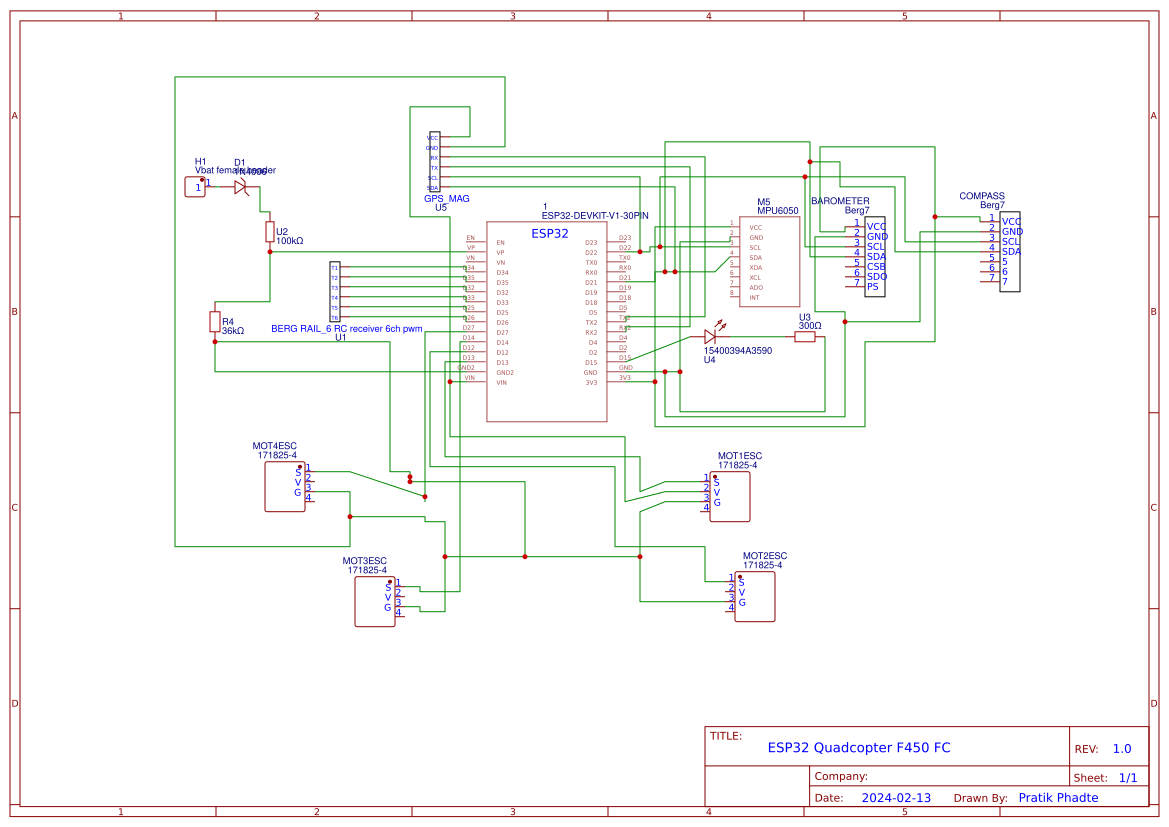 1 2 3 4 5
A
B
C
D
A
B
C
D
1 2 3 4 5
H1
Vbat female header
1
1
D1
1N4006
U2
100kΩ
R4
36kΩ
VCC
GND
RX
TX
SCL
SDA
GPS_MAG
U5
T1
T2
T3
T4
T5
T6
BERG RAIL_6 RC receiver 6ch pwm
U1
1
ESP32-DEVKIT-V1-30PIN
ESP32
EN EN D23 D23
VP VP D22 D22
VN VN TX0 TX0
D34 D34 RX0 RX0
D35 D35 D21 D21
D32 D32 D19 D19
D33 D33 D18 D18
D25 D25 D5 D5
D26 D26 TX2 TX2
D27 D27 RX2 RX2
D14 D14 D4 D4
D12 D12 D2 D2
D13 D13 D15 D15
GND2 GND2 GND GND
VIN VIN 3V3 3V3
M5
MPU6050
1 VCC
2 GND
3 SCL
4 SDA
5 XDA
6 XCL
7 ADO
8 INT
BAROMETER
Berg7
1 VCC
2 GND
3 SCL
4 SDA
5 CSB
6 SDO
7 PS
COMPASS
Berg7
1 VCC
2 GND
3 SCL
4 SDA
5 5
6 6
7 7
U3
300Ω
15400394A3590
U4
MOT4ESC
171825-4
S 1
V 2
G 3
4
MOT3ESC
171825-4
S 1
V 2
G 3
4
MOT1ESC
171825-4
1 S
2 V
3 G
4
MOT2ESC
171825-4
1 S
2 V
3 G
4
TITLE:
ESP32 Quadcopter F450 FC
REV: 1.0
Company:
Sheet: 1/1
Date: 2024-02-13 Drawn By: Pratik Phadte